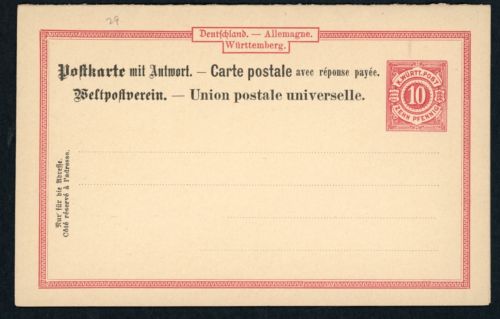 29
Deutschland. — Allemagne.
Württemberg.
Postkarte mit Antwort. — Carte postale avec réponse payée.
Weltpostverein. — Union postale universelle.
K. WÜRTT. POST
10
ZEHN PFENNIG
Nur für die Adresse.
Côté réservé à l'adresse.